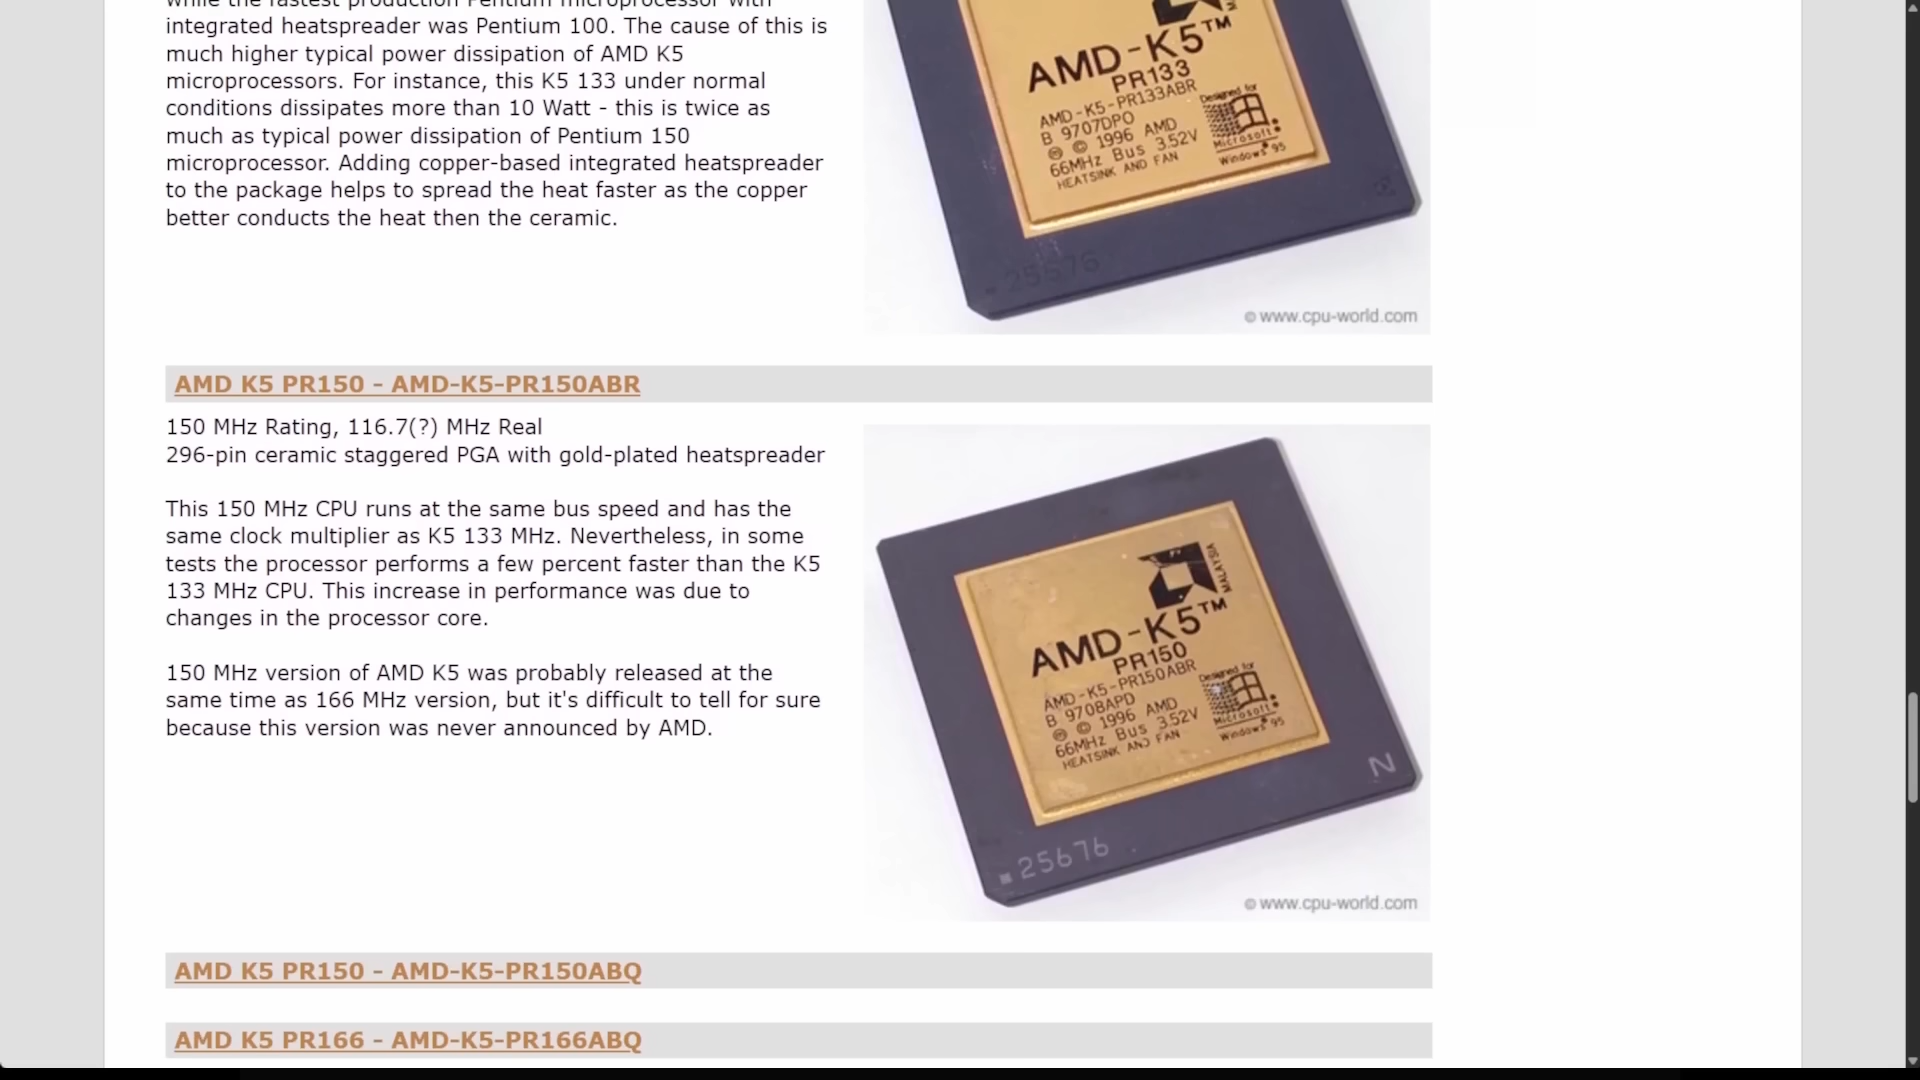 while the fastest production Pentium microprocessor with
integrated heatspreader was Pentium 100. The cause of this is
much higher typical power dissipation of AMD K5
microprocessors. For instance, this K5 133 under normal
conditions dissipates more than 10 Watt - this is twice as
much as typical power dissipation of Pentium 150
microprocessor. Adding copper-based integrated heatspreader
to the package helps to spread the heat faster as the copper
better conducts the heat then the ceramic.
AMD-K5™
PR133
AMD-K5-PR133ABR
B 9707DPO
Ⓜ © 1996 AMD
66MHz Bus 3.52V
HEATSINK AND FAN
Designed for
Microsoft
Windows 95
25676
© www.cpu-world.com
AMD K5 PR150 - AMD-K5-PR150ABR
150 MHz Rating, 116.7(?) MHz Real
296-pin ceramic staggered PGA with gold-plated heatspreader
This 150 MHz CPU runs at the same bus speed and has the
same clock multiplier as K5 133 MHz. Nevertheless, in some
tests the processor performs a few percent faster than the K5
133 MHz CPU. This increase in performance was due to
changes in the processor core.
150 MHz version of AMD K5 was probably released at the
same time as 166 MHz version, but it's difficult to tell for sure
because this version was never announced by AMD.
MALAYSIA
AMD-K5™
PR150
AMD-K5-PR150ABR
B 9708APD
Ⓜ © 1996 AMD
66MHz Bus 3.52V
HEATSINK AND FAN
Designed for
Microsoft
Windows 95
N
25676
© www.cpu-world.com
AMD K5 PR150 - AMD-K5-PR150ABQ
AMD K5 PR166 - AMD-K5-PR166ABQ